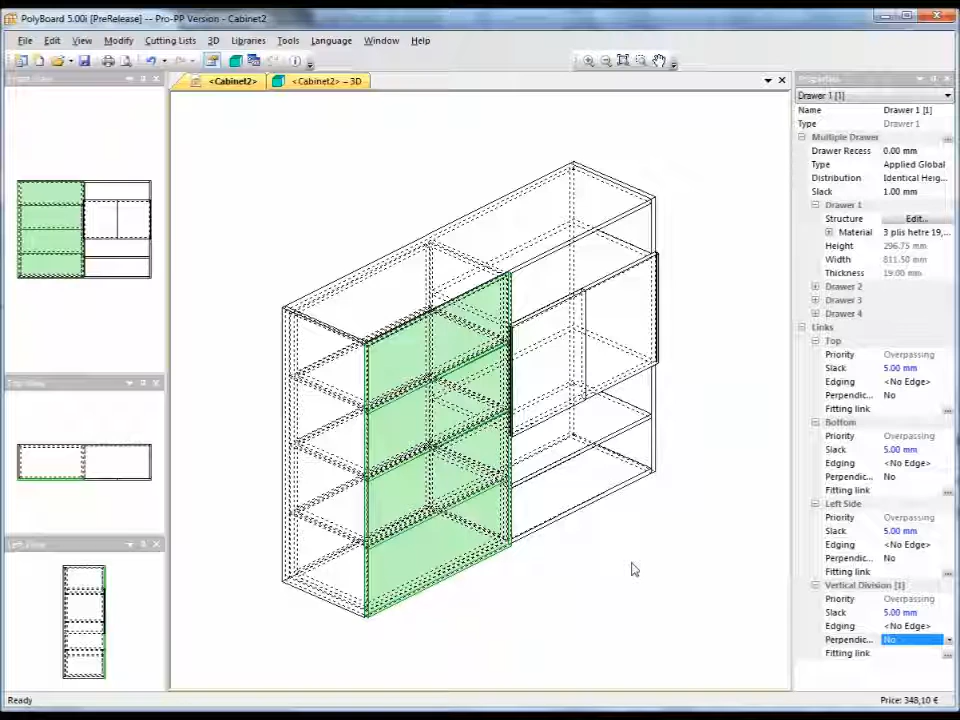 PolyBoard 5.00i [PreRelease] -- Pro-PP Version - Cabinet2
File Edit View Modify Cutting Lists 3D Libraries Tools Language Window Help
<Cabinet2>
<Cabinet2> – 3D
Properties
Drawer 1 [1]
Name Drawer 1 [1]
Type Drawer 1
Multiple Drawer
Drawer Recess 0.00 mm
Type Applied Global
Distribution Identical Heig...
Slack 1.00 mm
Drawer 1
Structure Edit...
Material 3 plis hetre 19,...
Height 296.75 mm
Width 811.50 mm
Thickness 19.00 mm
Drawer 2
Drawer 3
Drawer 4
Links
Top
Priority Overpassing
Slack 5.00 mm
Edging <No Edge>
Perpendic... No
Fitting link ...
Bottom
Priority Overpassing
Slack 5.00 mm
Edging <No Edge>
Perpendic... No
Fitting link ...
Left Side
Priority Overpassing
Slack 5.00 mm
Edging <No Edge>
Perpendic... No
Fitting link ...
Vertical Division [1]
Priority Overpassing
Slack 5.00 mm
Edging <No Edge>
Perpendic... No
Fitting link ...
Top View
Ready
Price: 348,10 €